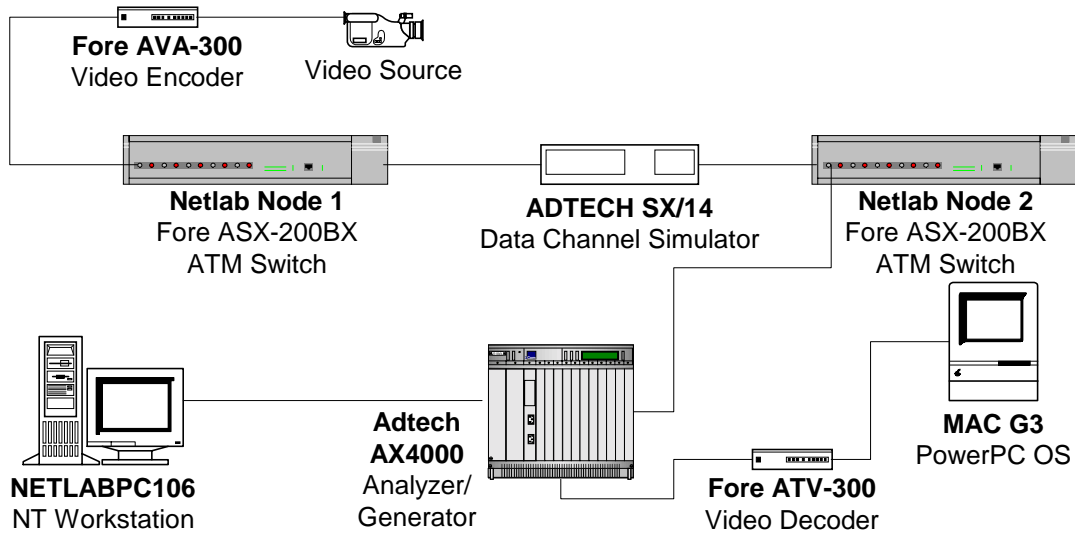 Fore AVA-300
Video Encoder
Video Source
Netlab Node 1
Fore ASX-200BX
ATM Switch
ADTECH SX/14
Data Channel Simulator
Netlab Node 2
Fore ASX-200BX
ATM Switch
NETLABPC106
NT Workstation
Adtech
AX4000
Analyzer/
Generator
Fore ATV-300
Video Decoder
MAC G3
PowerPC OS